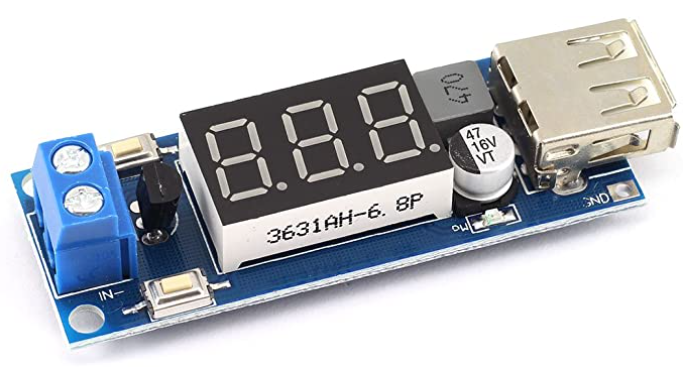 470
47
16V
VT
3631AH-6.8P
GND
IN-